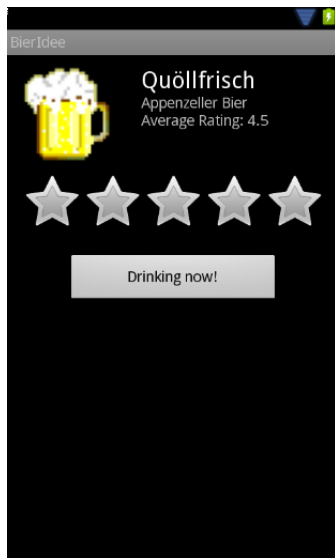 BierIdee
Quöllfrisch
Appenzeller Bier
Average Rating: 4.5
Drinking now!